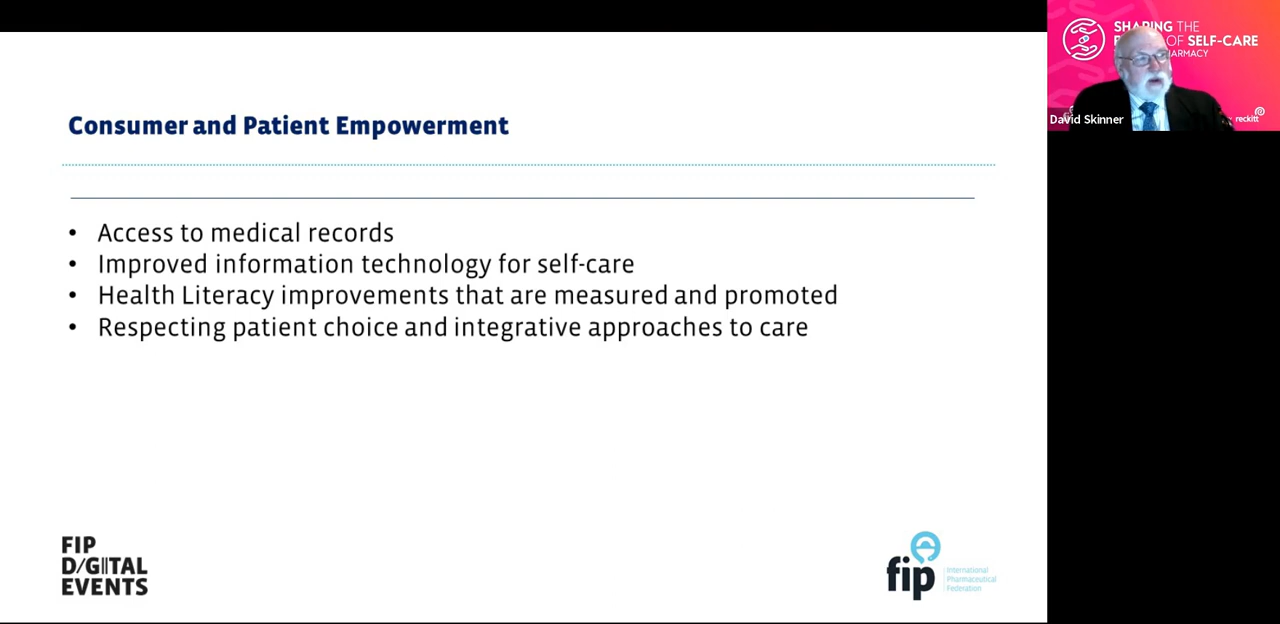 Consumer and Patient Empowerment
• Access to medical records
• Improved information technology for self-care
• Health Literacy improvements that are measured and promoted
• Respecting patient choice and integrative approaches to care
FIP
D/GITAL
EVENTS
fip
International
Pharmaceutical
Federation
SHARING THE
OF SELF-CARE
David Skinner
reckitt